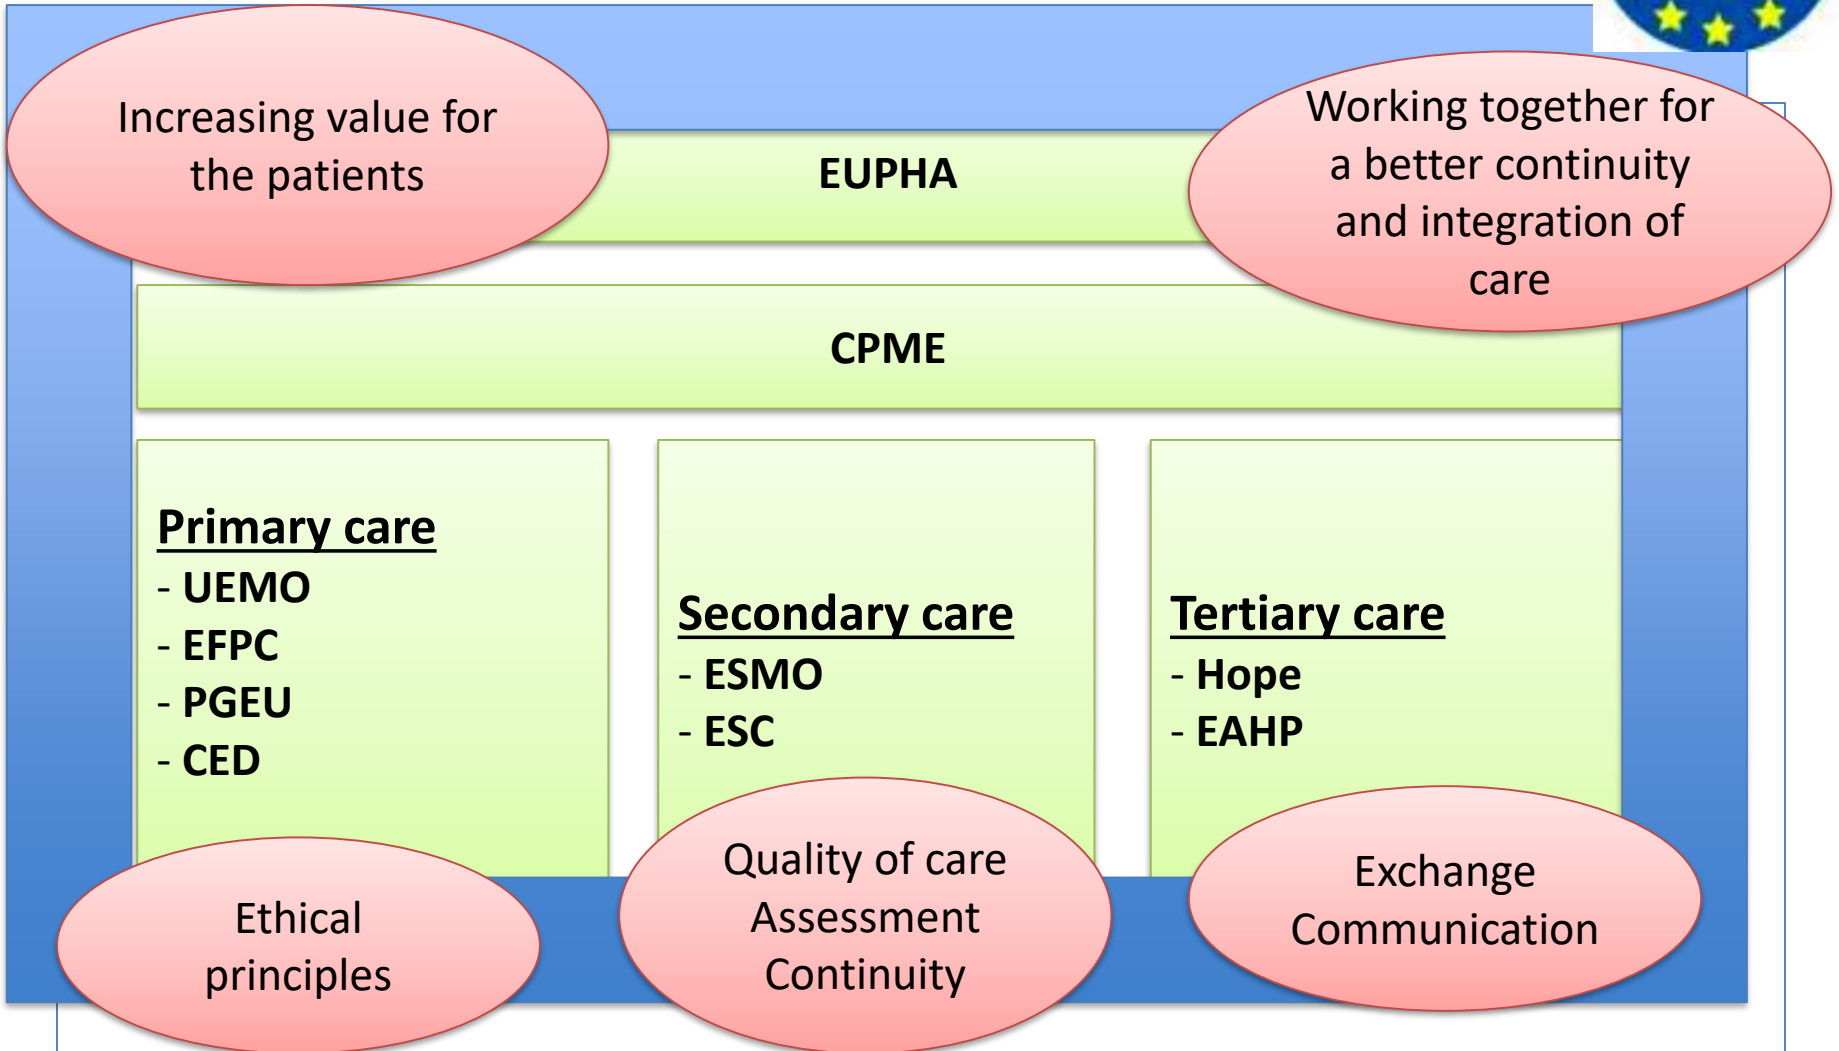 Increasing value for
the patients
EUPHA
Working together for
a better continuity
and integration of
care
CPME
Primary care
- UEMO
- EFPC
- PGEU
- CED
Secondary care
- ESMO
- ESC
Tertiary care
- Hope
- EAHP
Ethical
principles
Quality of care
Assessment
Continuity
Exchange
Communication